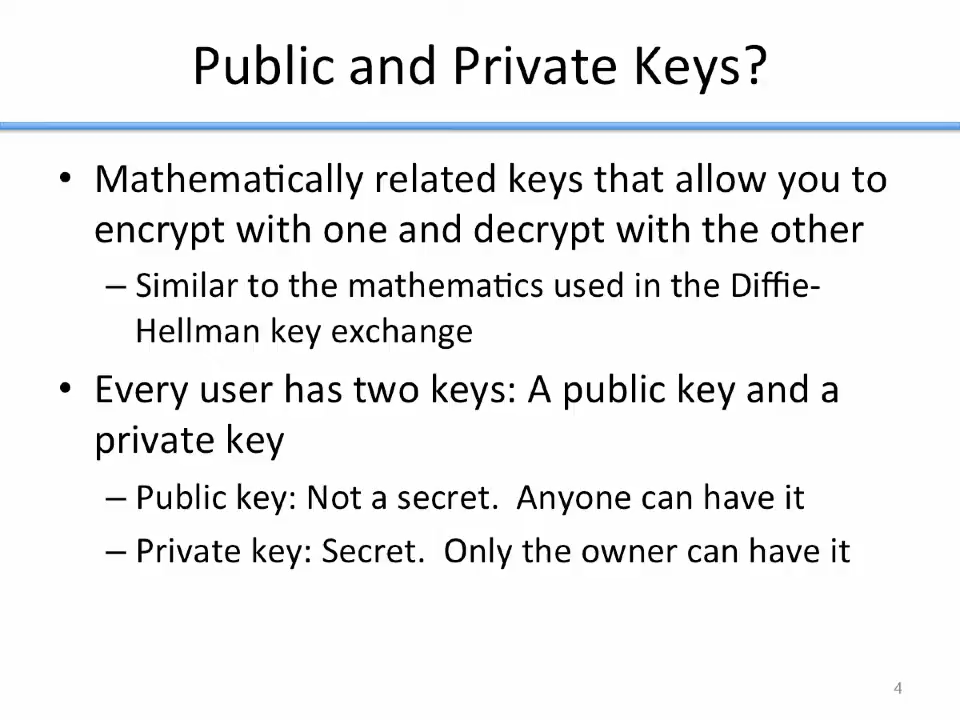 Public and Private Keys?
• Mathematically related keys that allow you to
encrypt with one and decrypt with the other
– Similar to the mathematics used in the Diffie-
Hellman key exchange
• Every user has two keys: A public key and a
private key
– Public key: Not a secret.  Anyone can have it
– Private key: Secret.  Only the owner can have it
4